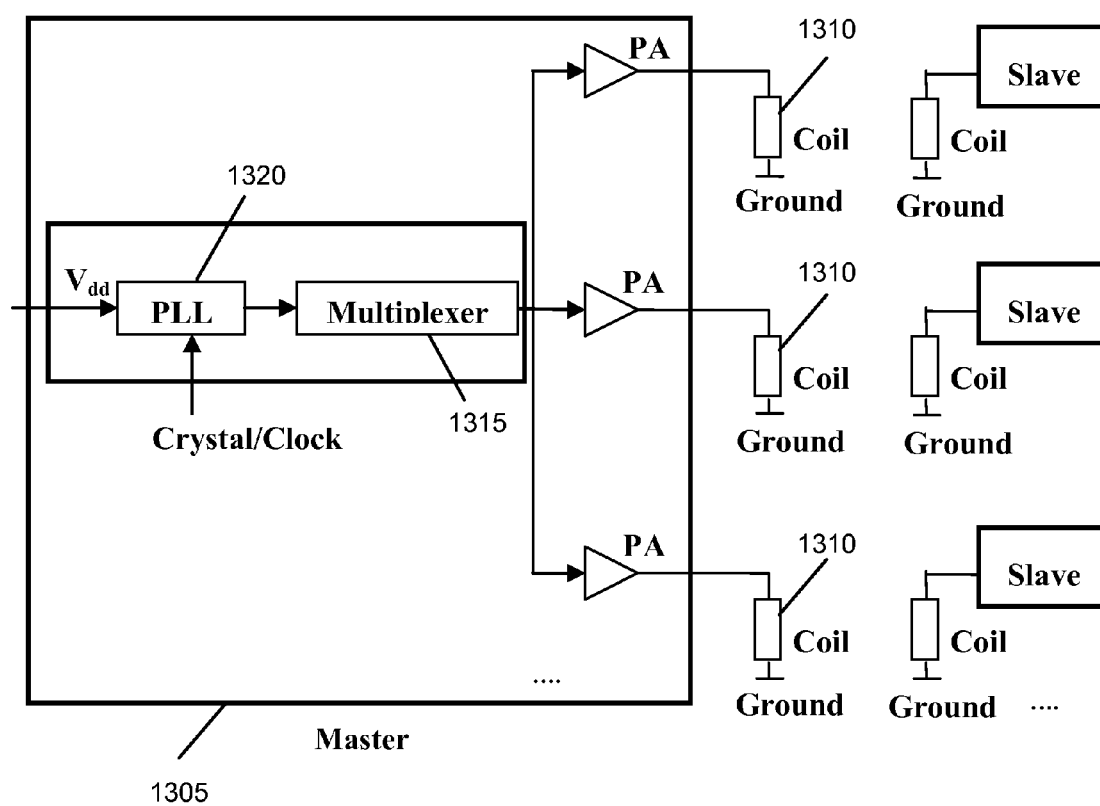 PA
1310
Slave
Coil
Coil
Ground
Ground
1320
Vdd
PLL
Multiplexer
PA
1310
Slave
Coil
Coil
1315
Crystal/Clock
Ground
Ground
PA
1310
Slave
Coil
Coil
....
Ground
Ground
....
Master
1305